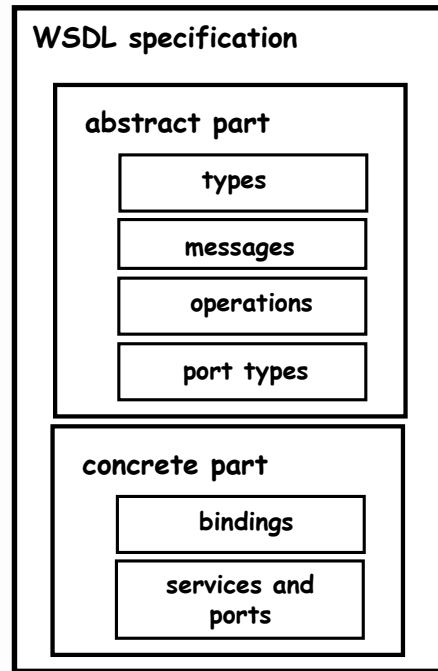 WSDL specification
abstract part
types
messages
operations
port types
concrete part
bindings
services and
ports